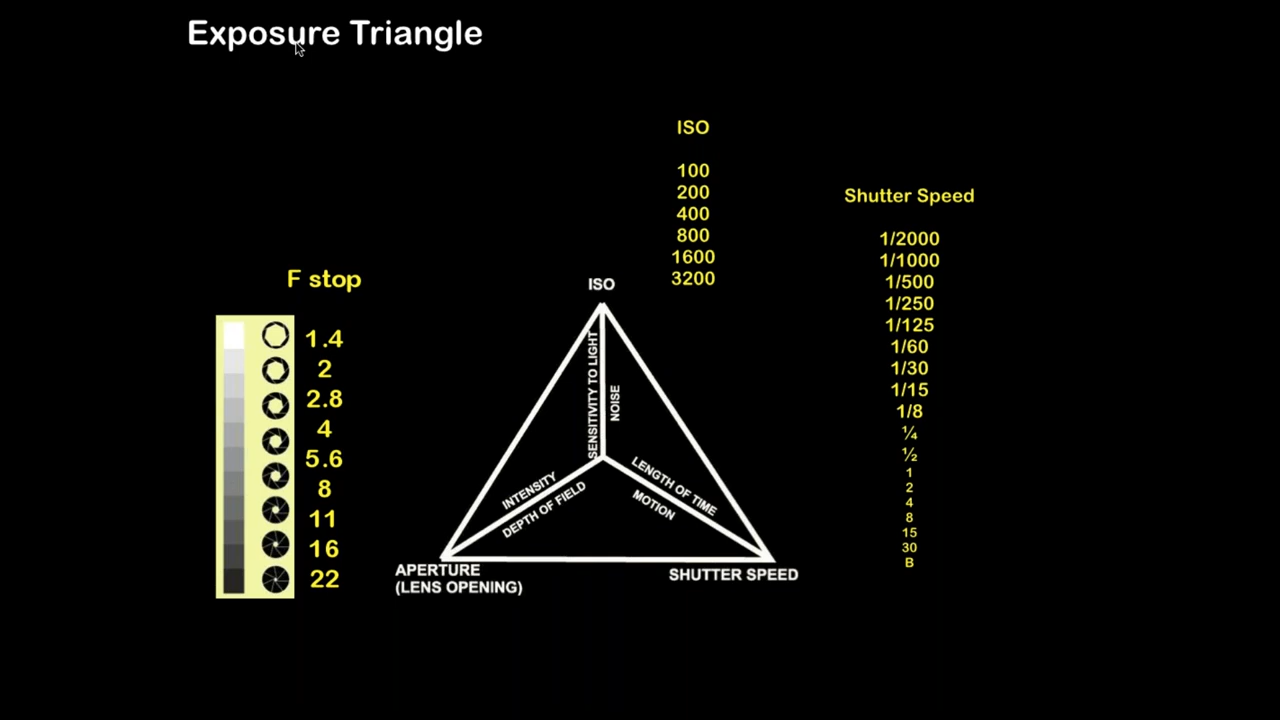 Exposure Triangle
ISO
100
200
400
800
1600
3200
Shutter Speed
1/2000
1/1000
1/500
1/250
1/125
1/60
1/30
1/15
1/8
¼
½
1
2
4
8
15
30
B
F stop
1.4
2
2.8
4
5.6
8
11
16
22
ISO
SENSITIVITY TO LIGHT
NOISE
INTENSITY
DEPTH OF FIELD
LENGTH OF TIME
MOTION
APERTURE
(LENS OPENING)
SHUTTER SPEED